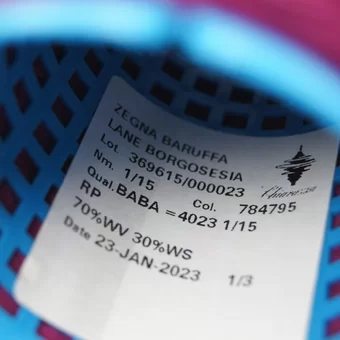 ZEGNA BARUFFA
LANE BORGOSESIA
Lot. 369615/000023
Nm. 1/15 Col. 784795
Qual. BABA =4023 1/15
RP
70%WV 30%WS
Date 23-JAN-2023 1/3